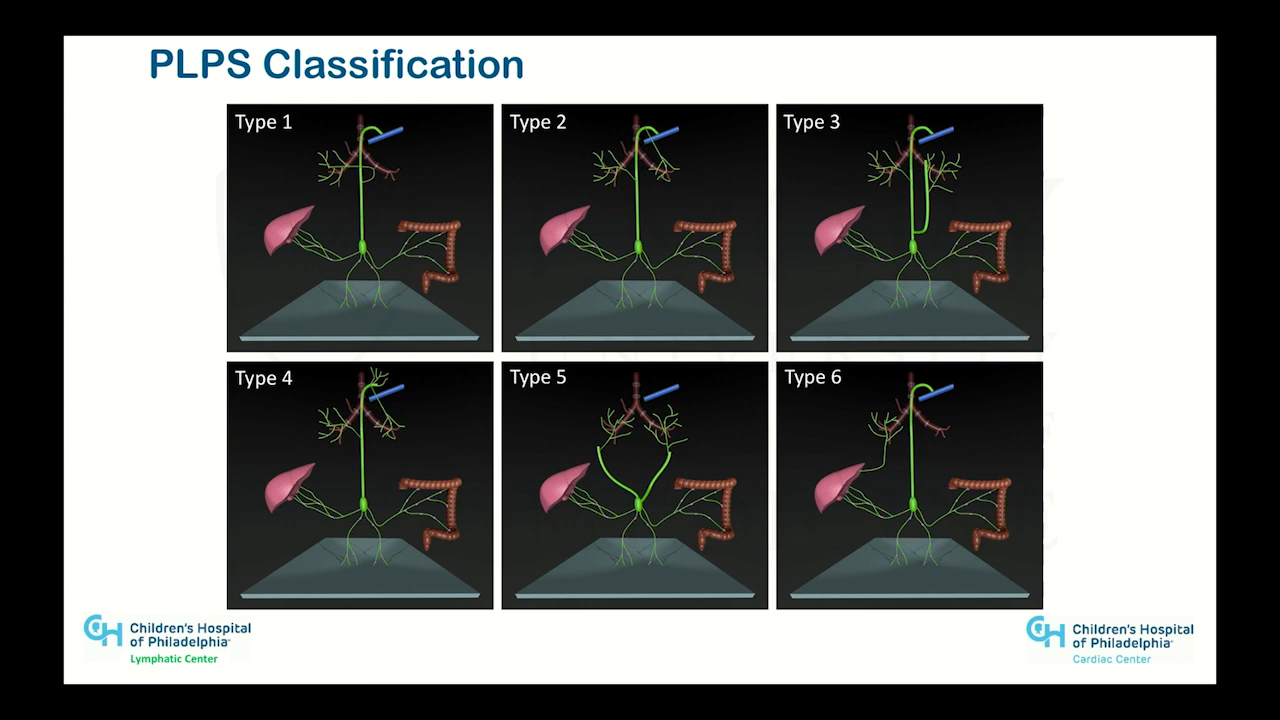 PLPS Classification
Type 1
Type 2
Type 3
Type 4
Type 5
Type 6
Children's Hospital
of Philadelphia
Lymphatic Center
Children's Hospital
of Philadelphia
Cardiac Center